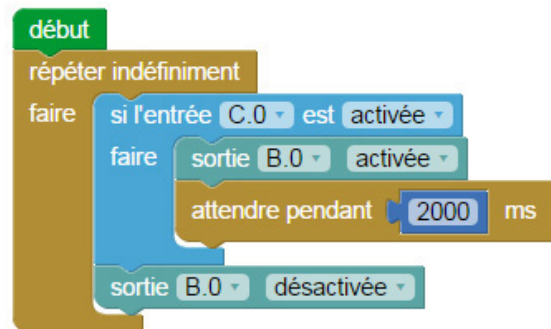 début
répéter indéfiniment
faire si l'entrée C.0 est activée
faire sortie B.0 activée
attendre pendant 2000 ms
sortie B.0 désactivée